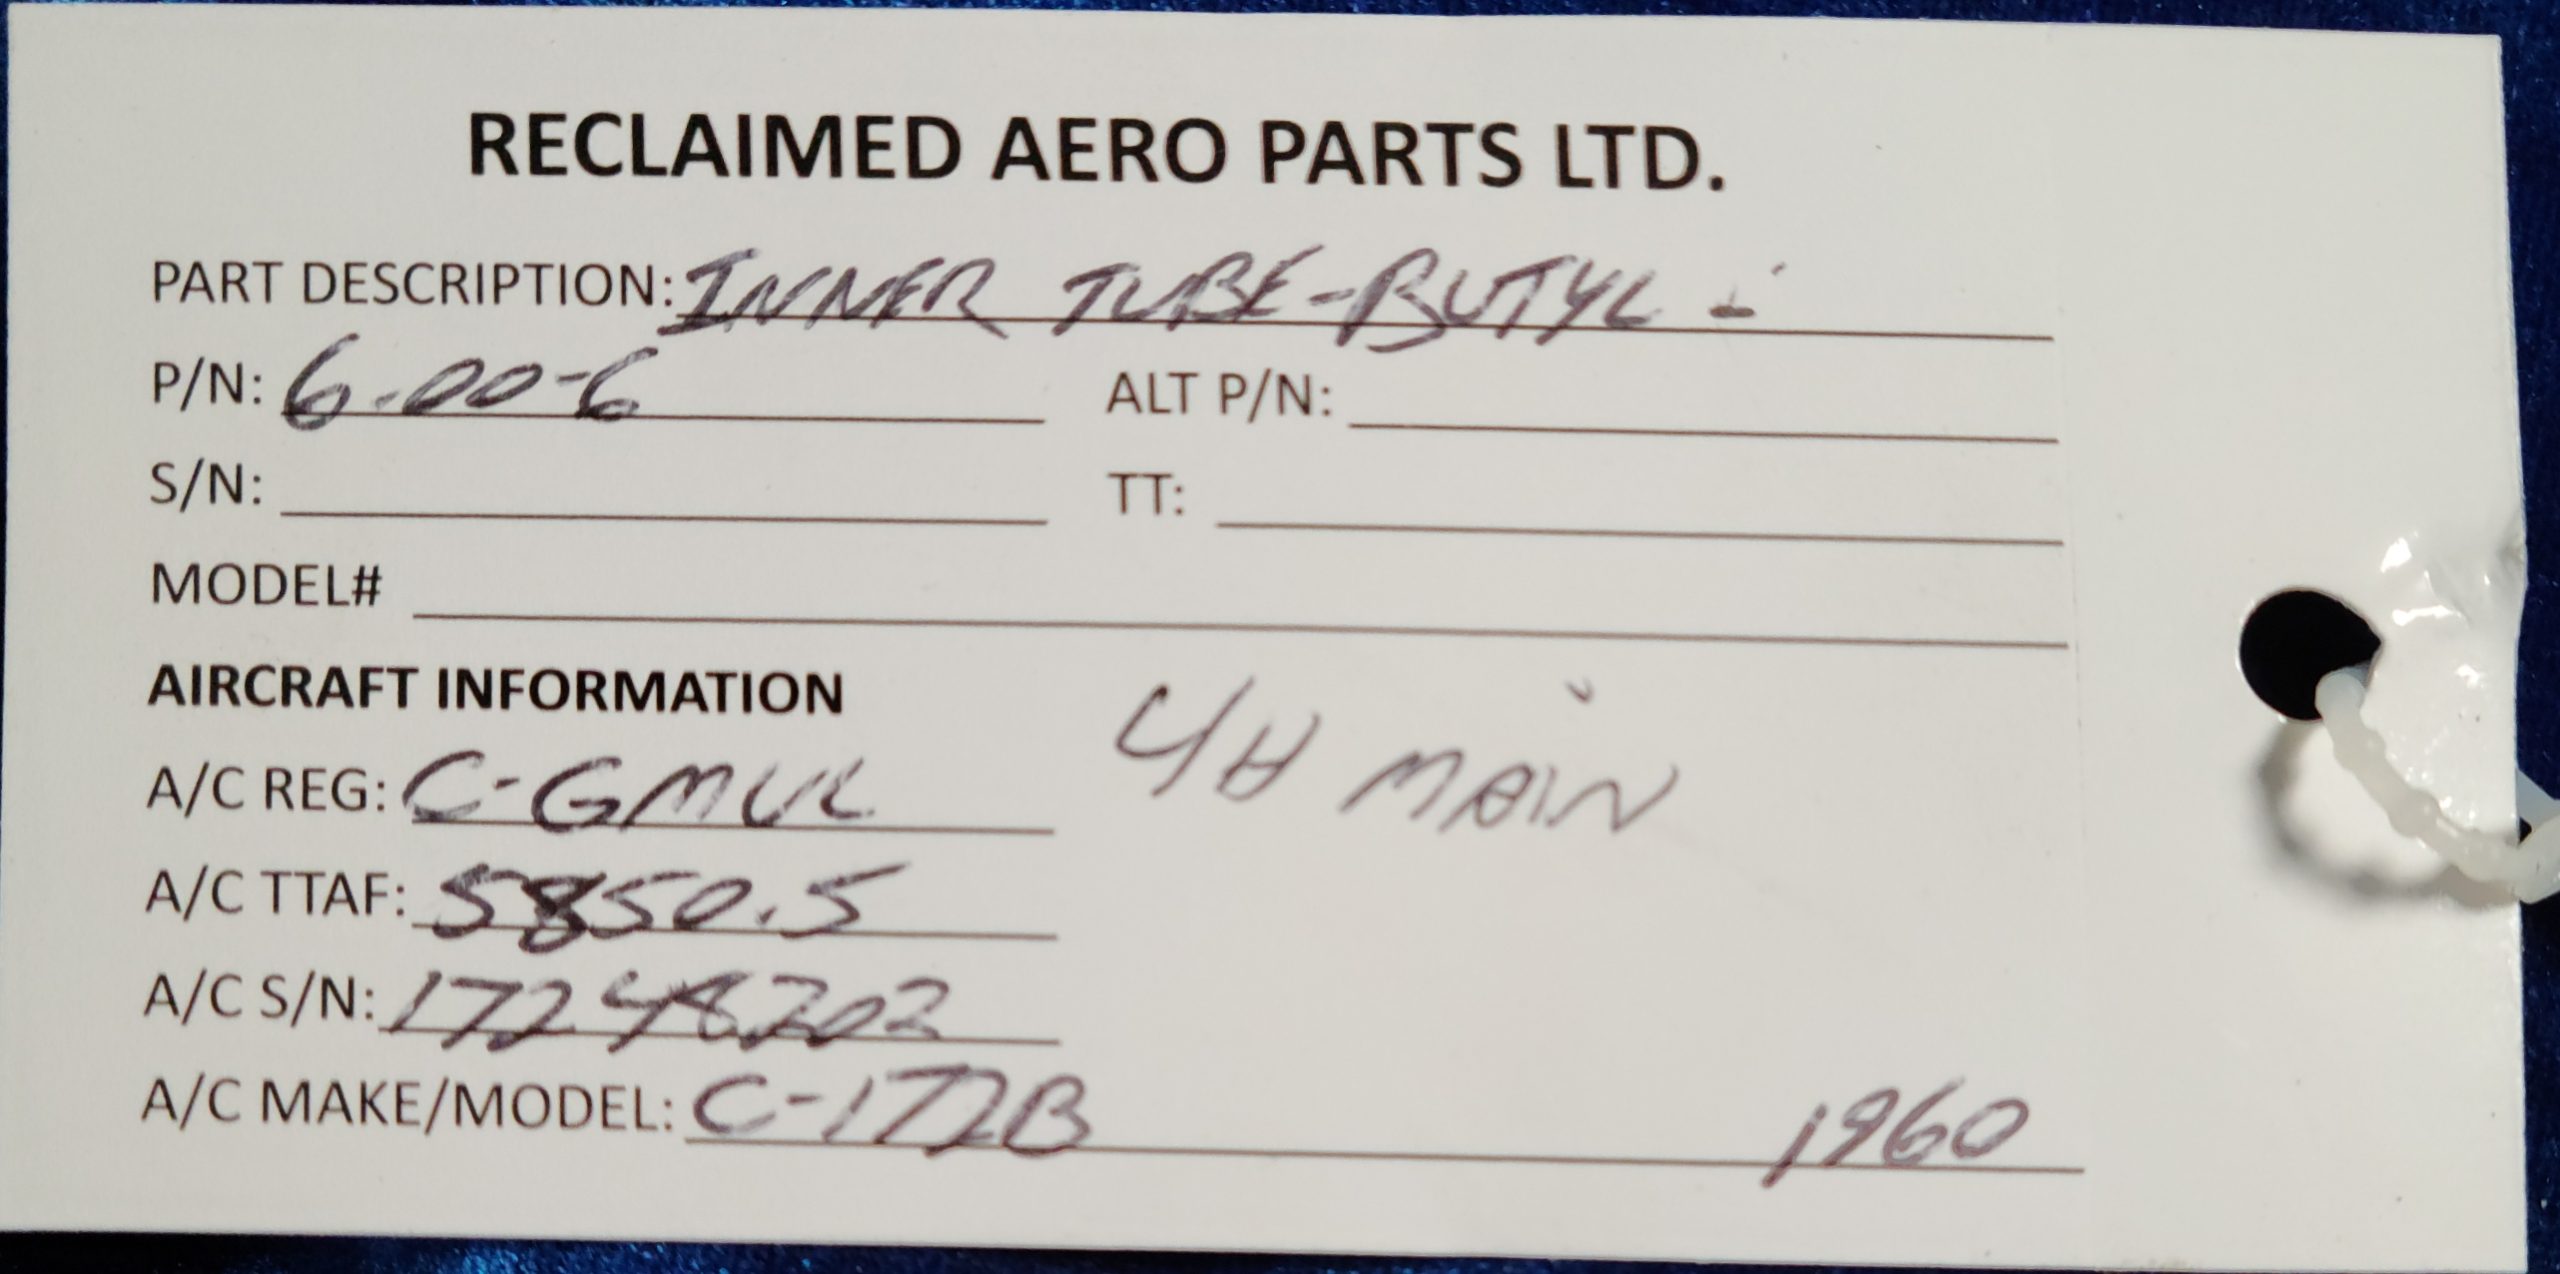 RECLAIMED AERO PARTS LTD.
PART DESCRIPTION: INNER TUBE-BUTYL -
P/N: 6.00-6 ALT P/N:
S/N: TT:
MODEL#
AIRCRAFT INFORMATION
MAIN
A/C REG: C-GMUL
A/C TTAF: 5850.5
A/C S/N: 17248202
A/C MAKE/MODEL: C-172B 1960